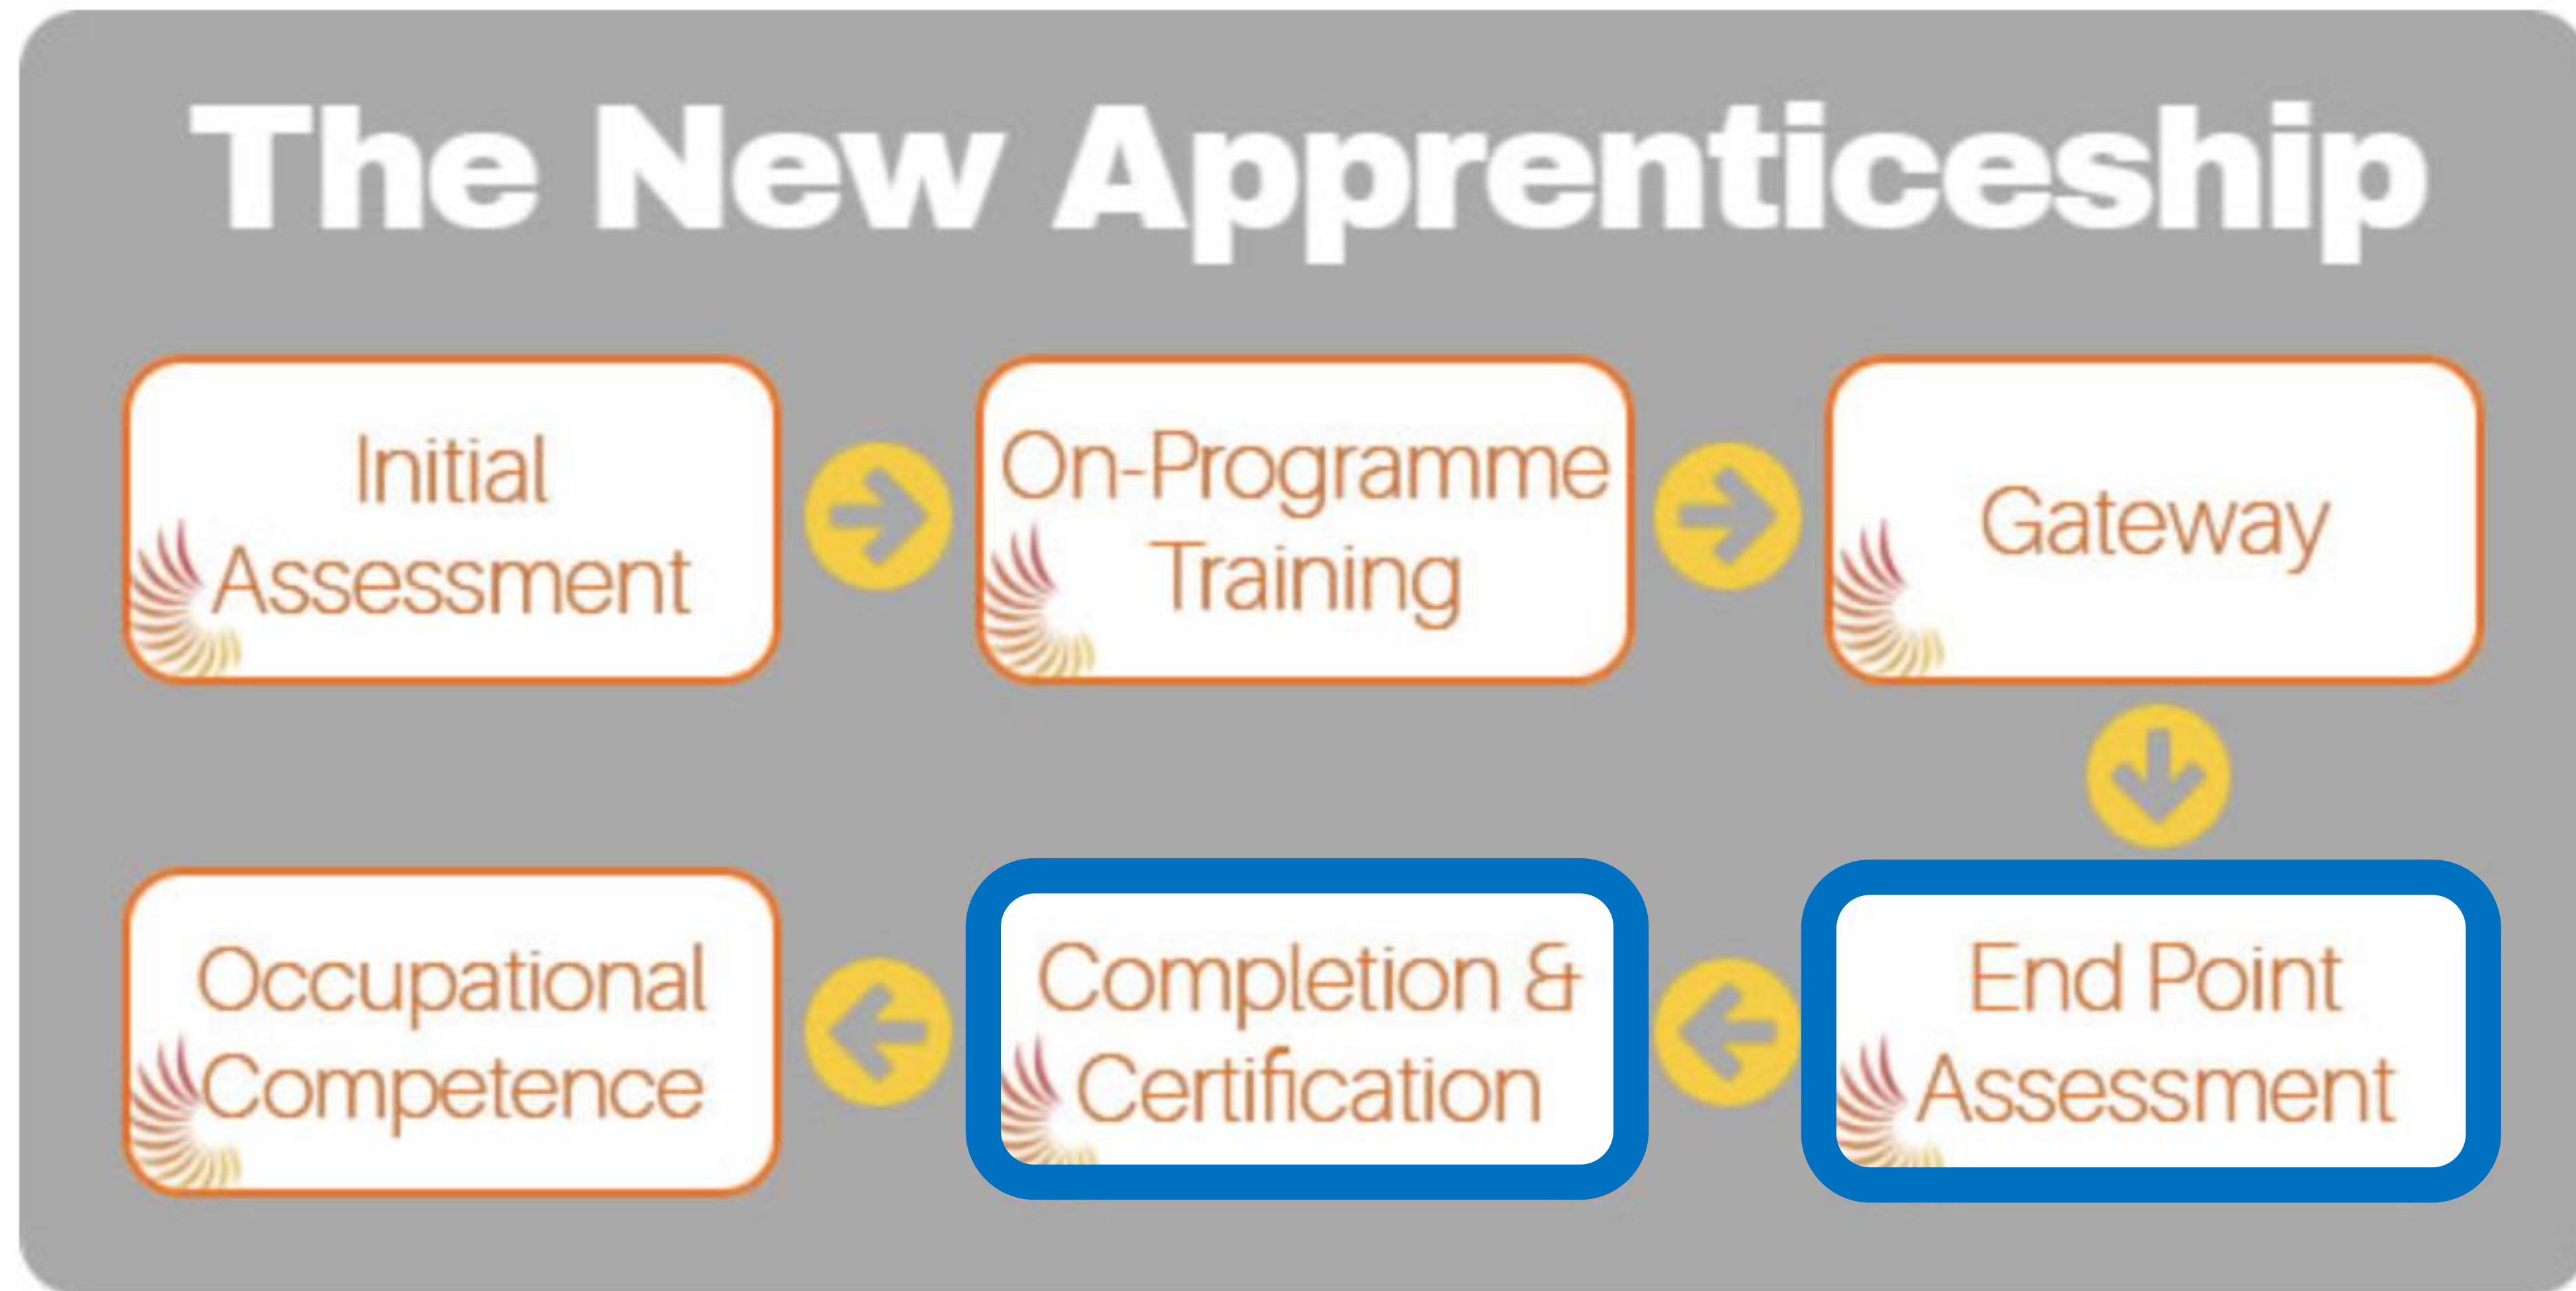 The New Apprenticeship
Initial
Assessment
On-Programme
Training
Gateway
End Point
Assessment
Completion &
Certification
Occupational
Competence